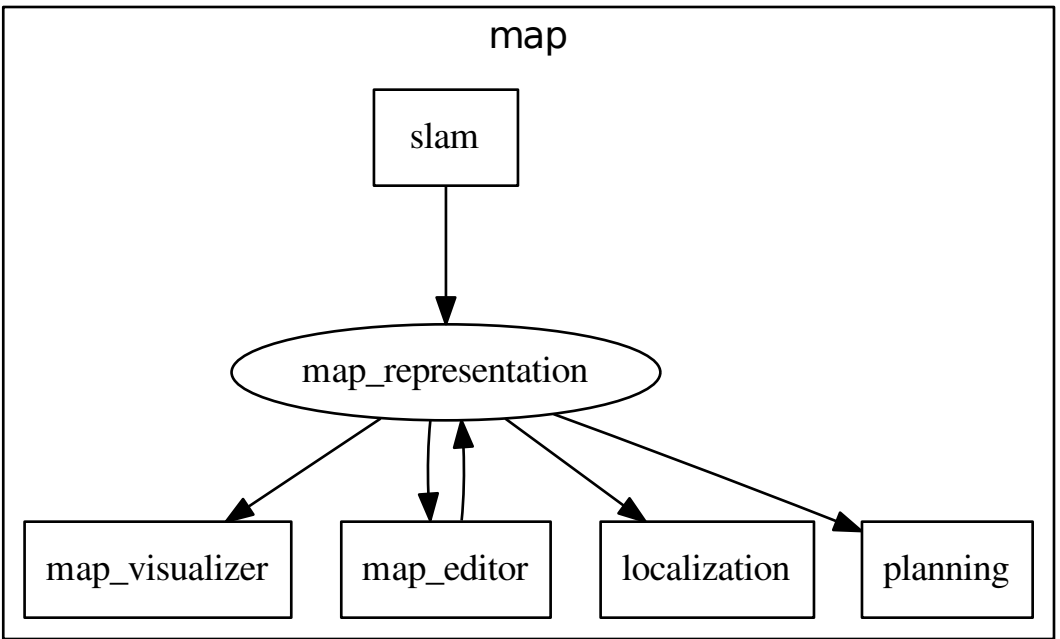 map
slam
map_representation
map_visualizer
map_editor
localization
planning